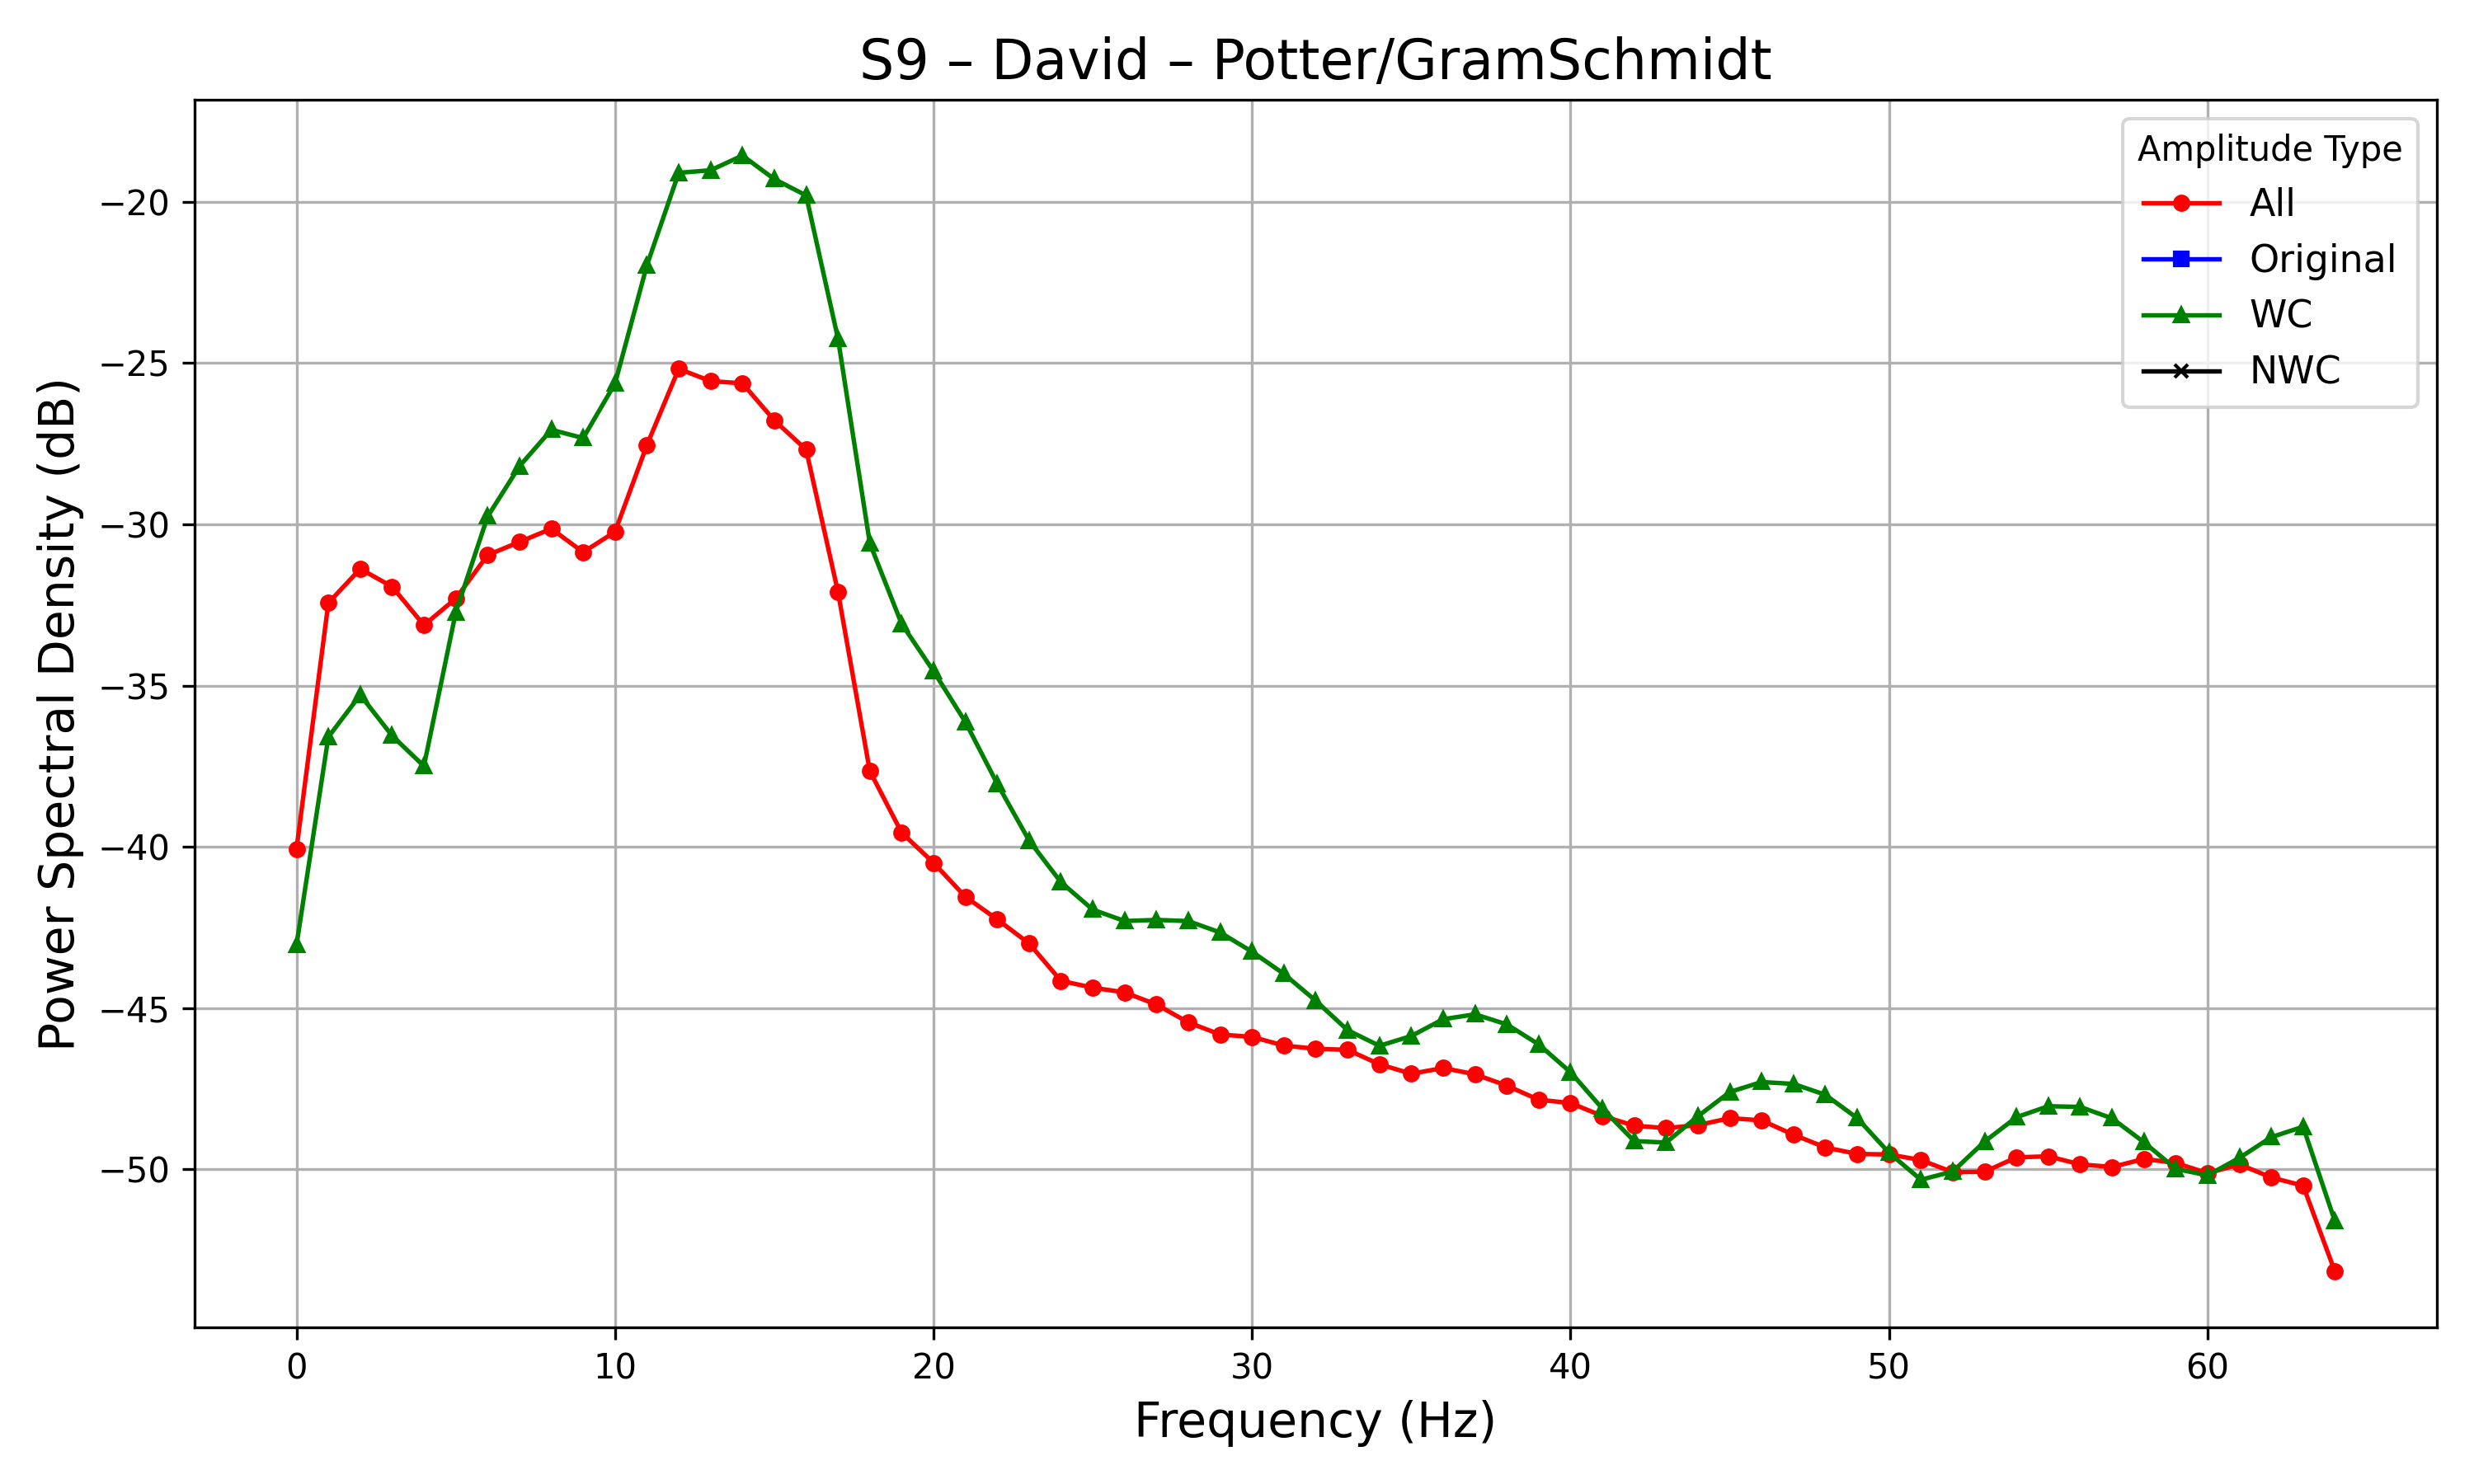 S9 – David – Potter/GramSchmidt
Power Spectral Density (dB)
−20
−25
−30
−35
−40
−45
−50
Amplitude Type
All
Original
WC
NWC
0 10 20 30 40 50 60
Frequency (Hz)